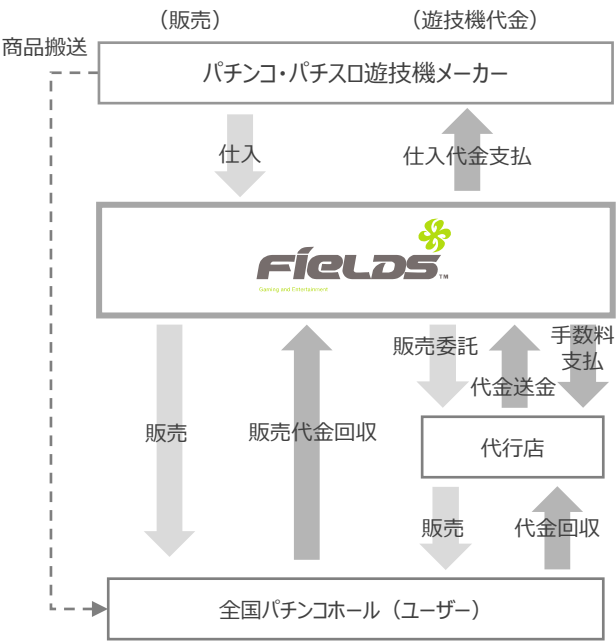 （販売）
（遊技機代金）
商品搬送
パチンコ・パチスロ遊技機メーカー
仕入
仕入代金支払
FIELDS™
Gaming and Entertainment
販売委託
手数料
支払
代金送金
販売
販売代金回収
代行店
販売
代金回収
全国パチンコホール（ユーザー）